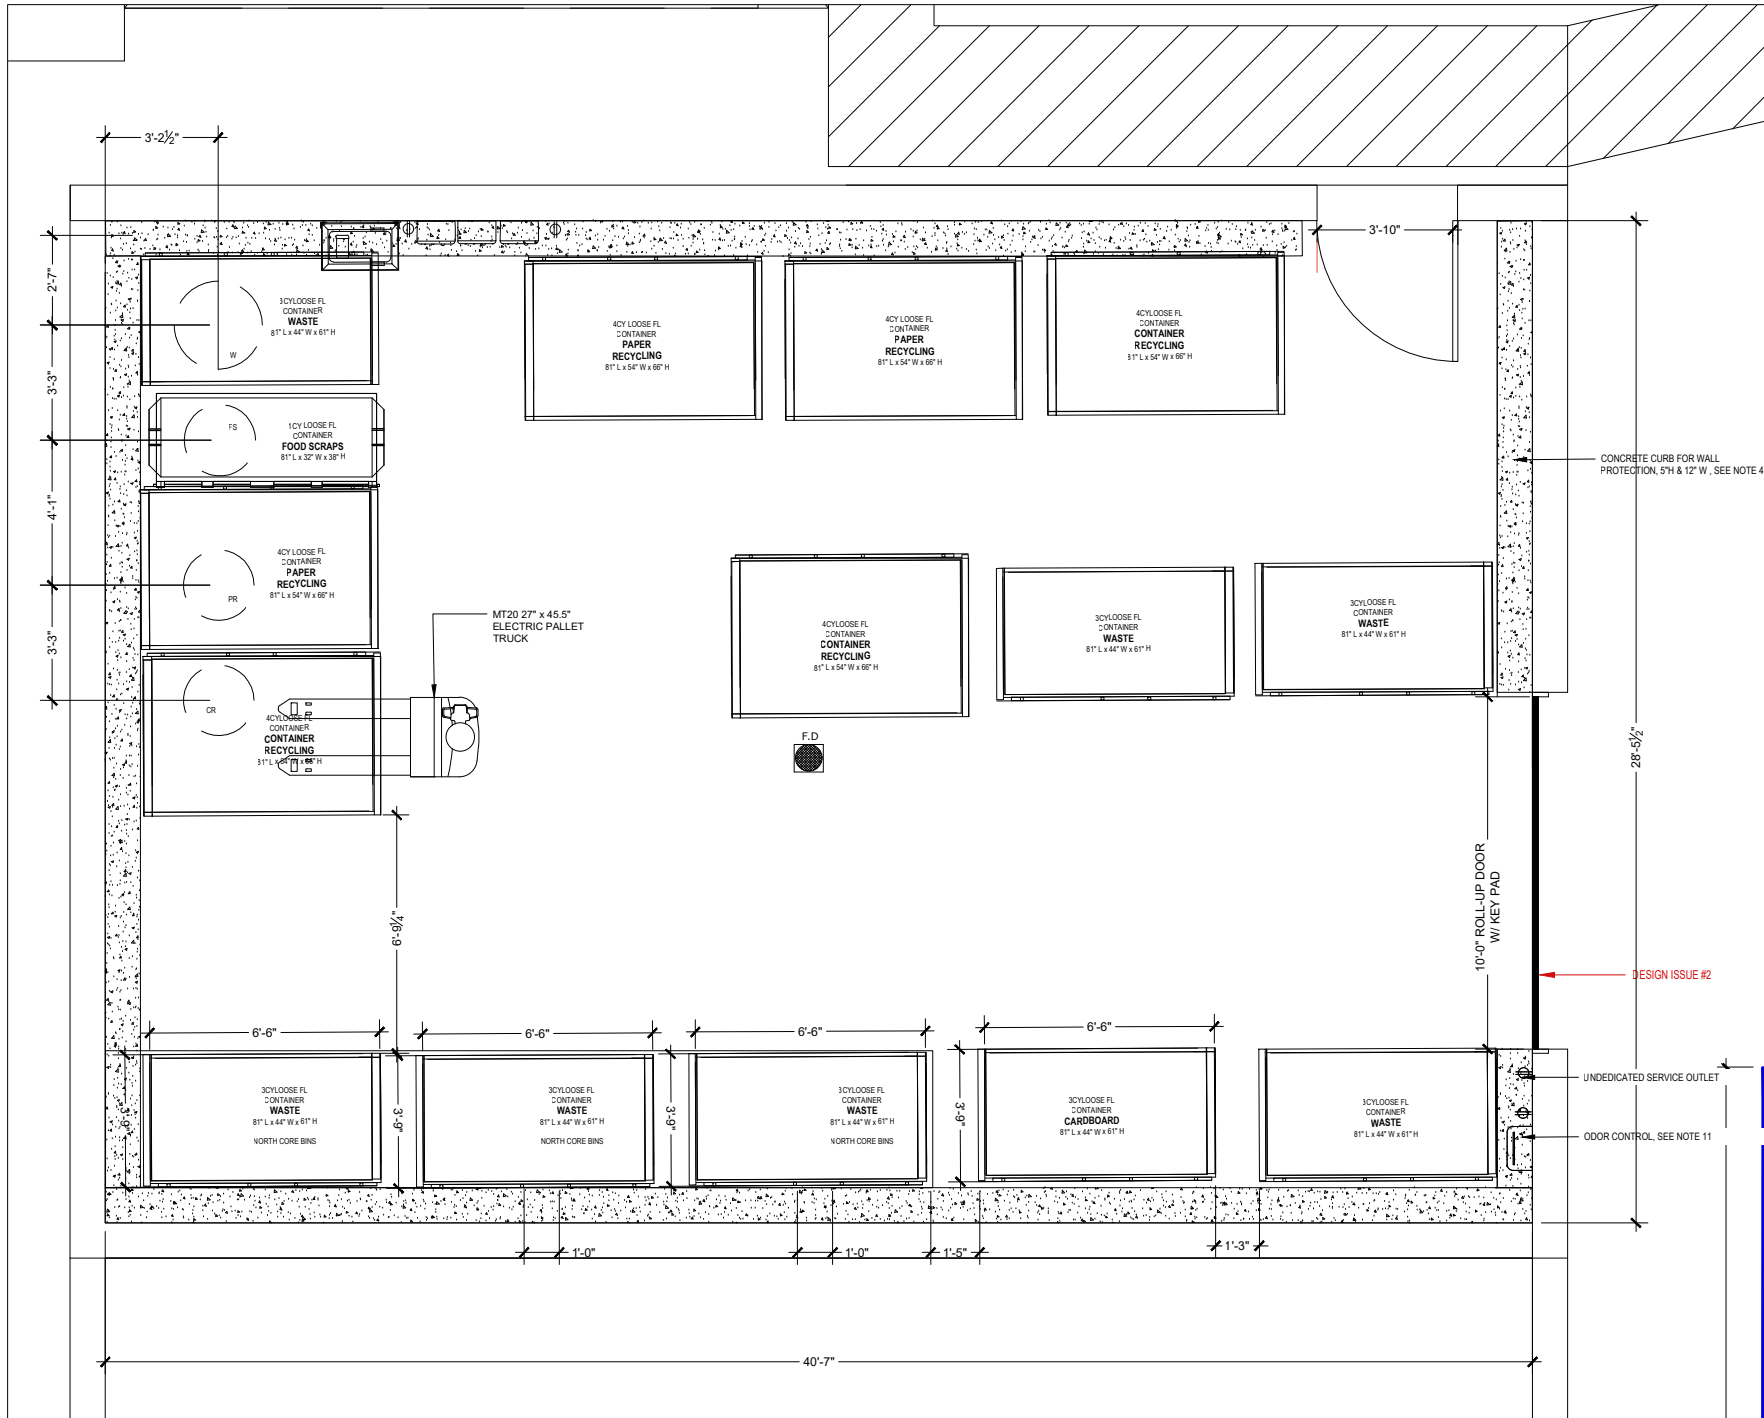 3'-2½"
3'-10"
2'-7"
3'-3"
4'-1"
3'-3"
3CYLOOSE FL
CONTAINER
WASTE
81" L x 44" W x 61" H
W
FS
1CY LOOSE FL
CONTAINER
FOOD SCRAPS
81" L x 32" W x 38" H
4CY LOOSE FL
CONTAINER
PAPER
RECYCLING
81" L x 54" W x 66" H
PR
CR
4CYLOOSE FL
CONTAINER
CONTAINER
RECYCLING
81" L x 54" W x 66" H
4CY LOOSE FL
CONTAINER
PAPER
RECYCLING
81" L x 54" W x 66" H
4CY LOOSE FL
CONTAINER
PAPER
RECYCLING
81" L x 54" W x 66" H
4CYLOOSE FL
CONTAINER
CONTAINER
RECYCLING
81" L x 54" W x 66" H
CONCRETE CURB FOR WALL
PROTECTION, 5"H & 12" W , SEE NOTE 4
MT20 27" x 45.5"
ELECTRIC PALLET
TRUCK
4CYLOOSE FL
CONTAINER
CONTAINER
RECYCLING
81" L x 54" W x 66" H
3CYLOOSE FL
CONTAINER
WASTE
81" L x 44" W x 61" H
3CYLOOSE FL
CONTAINER
WASTE
81" L x 44" W x 61" H
F.D
28'-5½"
10'-0" ROLL-UP DOOR
W/ KEY PAD
6'-9¼"
DESIGN ISSUE #2
6'-6"
6'-6"
6'-6"
6'-6"
3'-9"
3'-9"
3'-9"
3'-9"
3CYLOOSE FL
CONTAINER
WASTE
81" L x 44" W x 61" H
NORTH CORE BINS
3CYLOOSE FL
CONTAINER
WASTE
81" L x 44" W x 61" H
NORTH CORE BINS
3CYLOOSE FL
CONTAINER
WASTE
81" L x 44" W x 61" H
NORTH CORE BINS
3CYLOOSE FL
CONTAINER
CARDBOARD
81" L x 44" W x 61" H
3CYLOOSE FL
CONTAINER
WASTE
81" L x 44" W x 61" H
UNDEDICATED SERVICE OUTLET
ODOR CONTROL, SEE NOTE 11
1'-0"
1'-0"
1'-5"
1'-3"
40'-7"